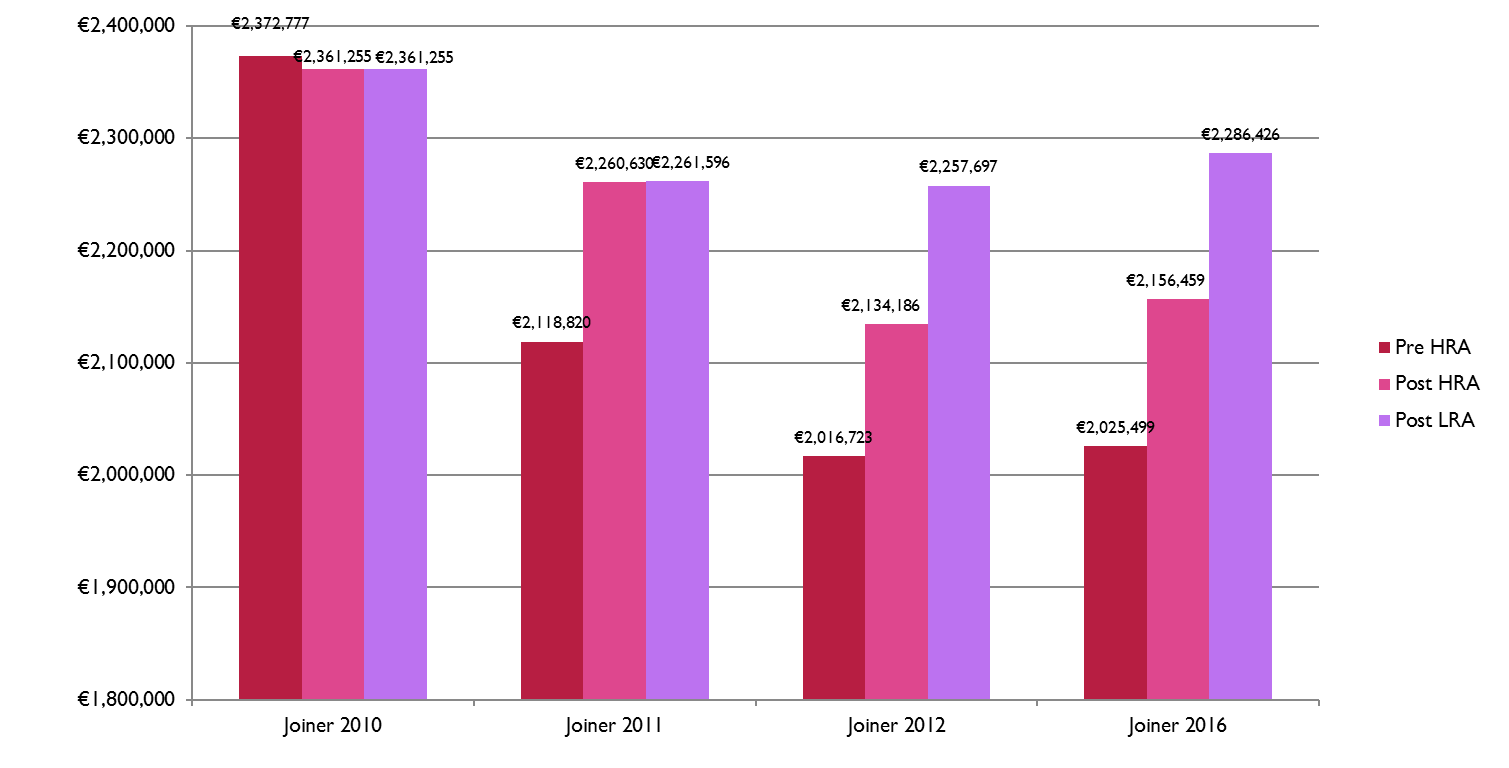 €2,400,000
€2,300,000
€2,200,000
€2,100,000
€2,000,000
€1,900,000
€1,800,000
€2,372,777
€2,361,255
€2,361,255
€2,118,820
€2,260,630
€2,261,596
€2,016,723
€2,134,186
€2,257,697
€2,025,499
€2,156,459
€2,286,426
Joiner 2010
Joiner 2011
Joiner 2012
Joiner 2016
Pre HRA
Post HRA
Post LRA